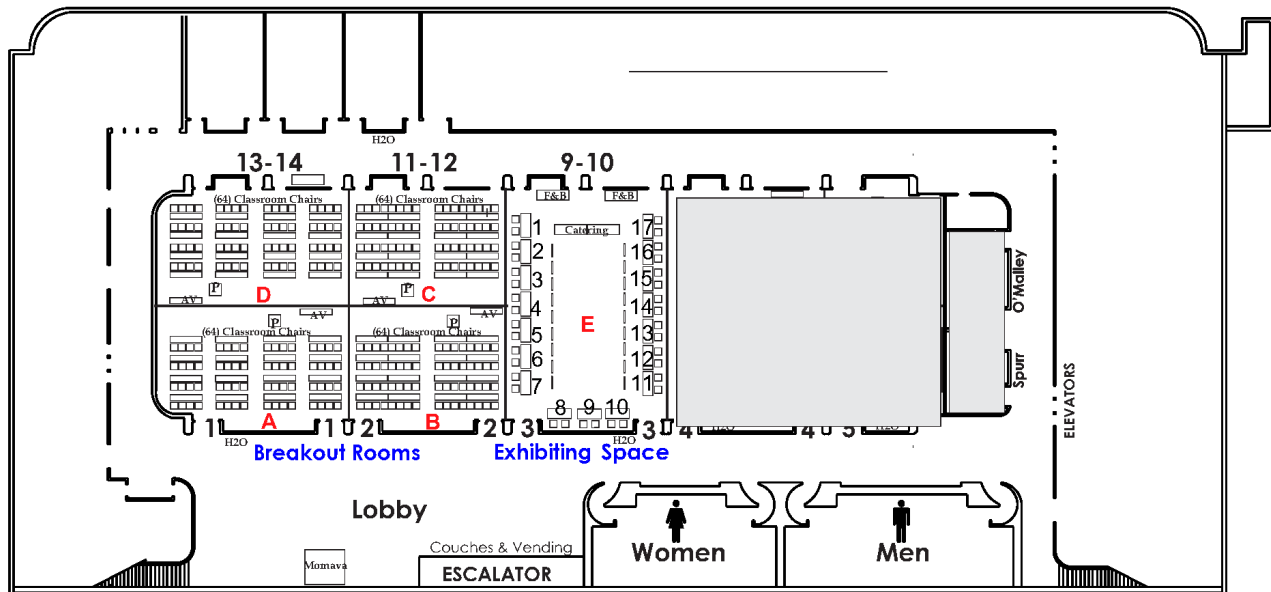 H2O
13-14 11-12 9-10
(64) Classroom Chairs (64) Classroom Chairs F&B F&B
1 Catering 17
2 16
3 15
P P
D C O'Malley
AV AV
4 14
AV AV
P P E
(64) Classroom Chairs (64) Classroom Chairs
5 13
6 12
Spurr
7 11
ELEVATORS
8 9 10
A B
1 1 2 2 3 3 4 4 5
H2O H2O H2O H2O
Breakout Rooms Exhibiting Space
Lobby
Women Men
Couches & Vending
Momava ESCALATOR